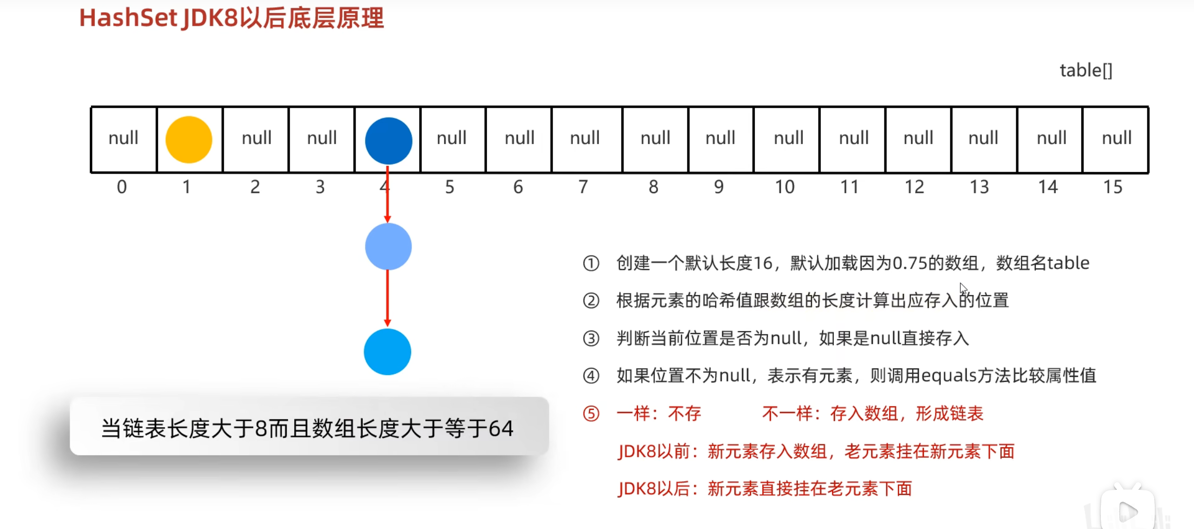 HashSet JDK8以后底层原理
table[]
null null null null null null null null null null null null null null
0 1 2 3 4 5 6 7 8 9 10 11 12 13 14 15
① 创建一个默认长度16，默认加载因为0.75的数组，数组名table
② 根据元素的哈希值跟数组的长度计算出应存入的位置
③ 判断当前位置是否为null，如果是null直接存入
④ 如果位置不为null，表示有元素，则调用equals方法比较属性值
⑤ 一样：不存 不一样：存入数组，形成链表
JDK8以前：新元素存入数组，老元素挂在新元素下面
JDK8以后：新元素直接挂在老元素下面
当链表长度大于8而且数组长度大于等于64